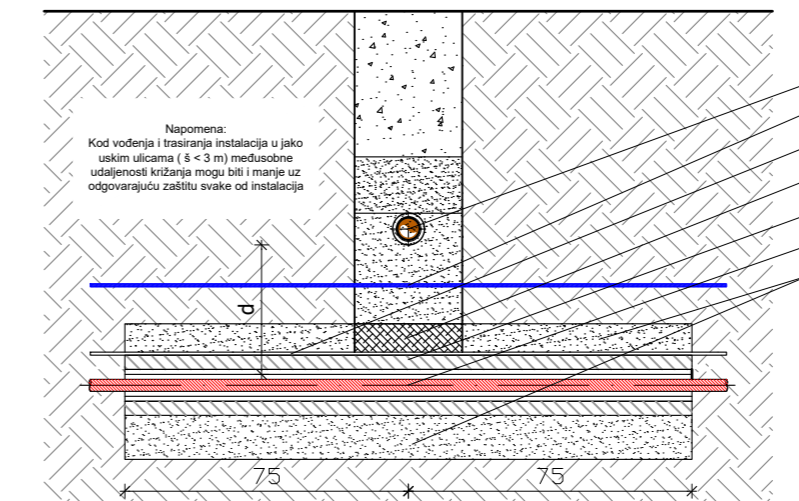 Napomena:
Kod vođenja i trasiranja instalacija u jako
uskim ulicama ( š < 3 m) međusobne
udaljenosti križanja mogu biti i manje uz
odgovarajuću zaštitu svake od instalacija
d
75 75